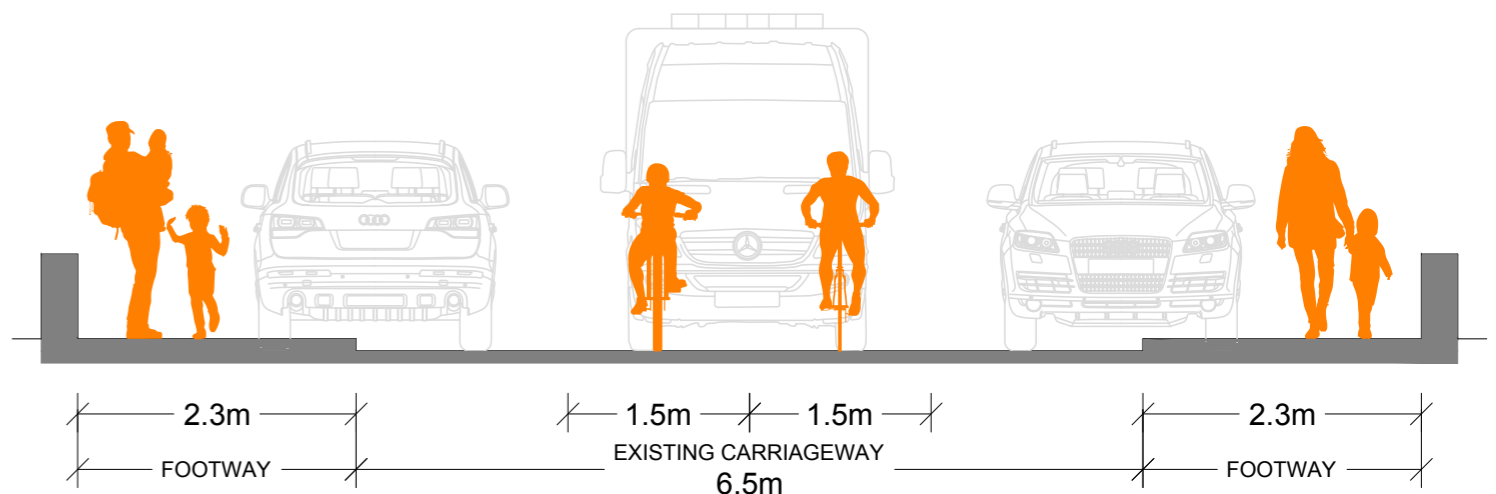 2.3m
1.5m
1.5m
2.3m
FOOTWAY
EXISTING CARRIAGEWAY
6.5m
FOOTWAY